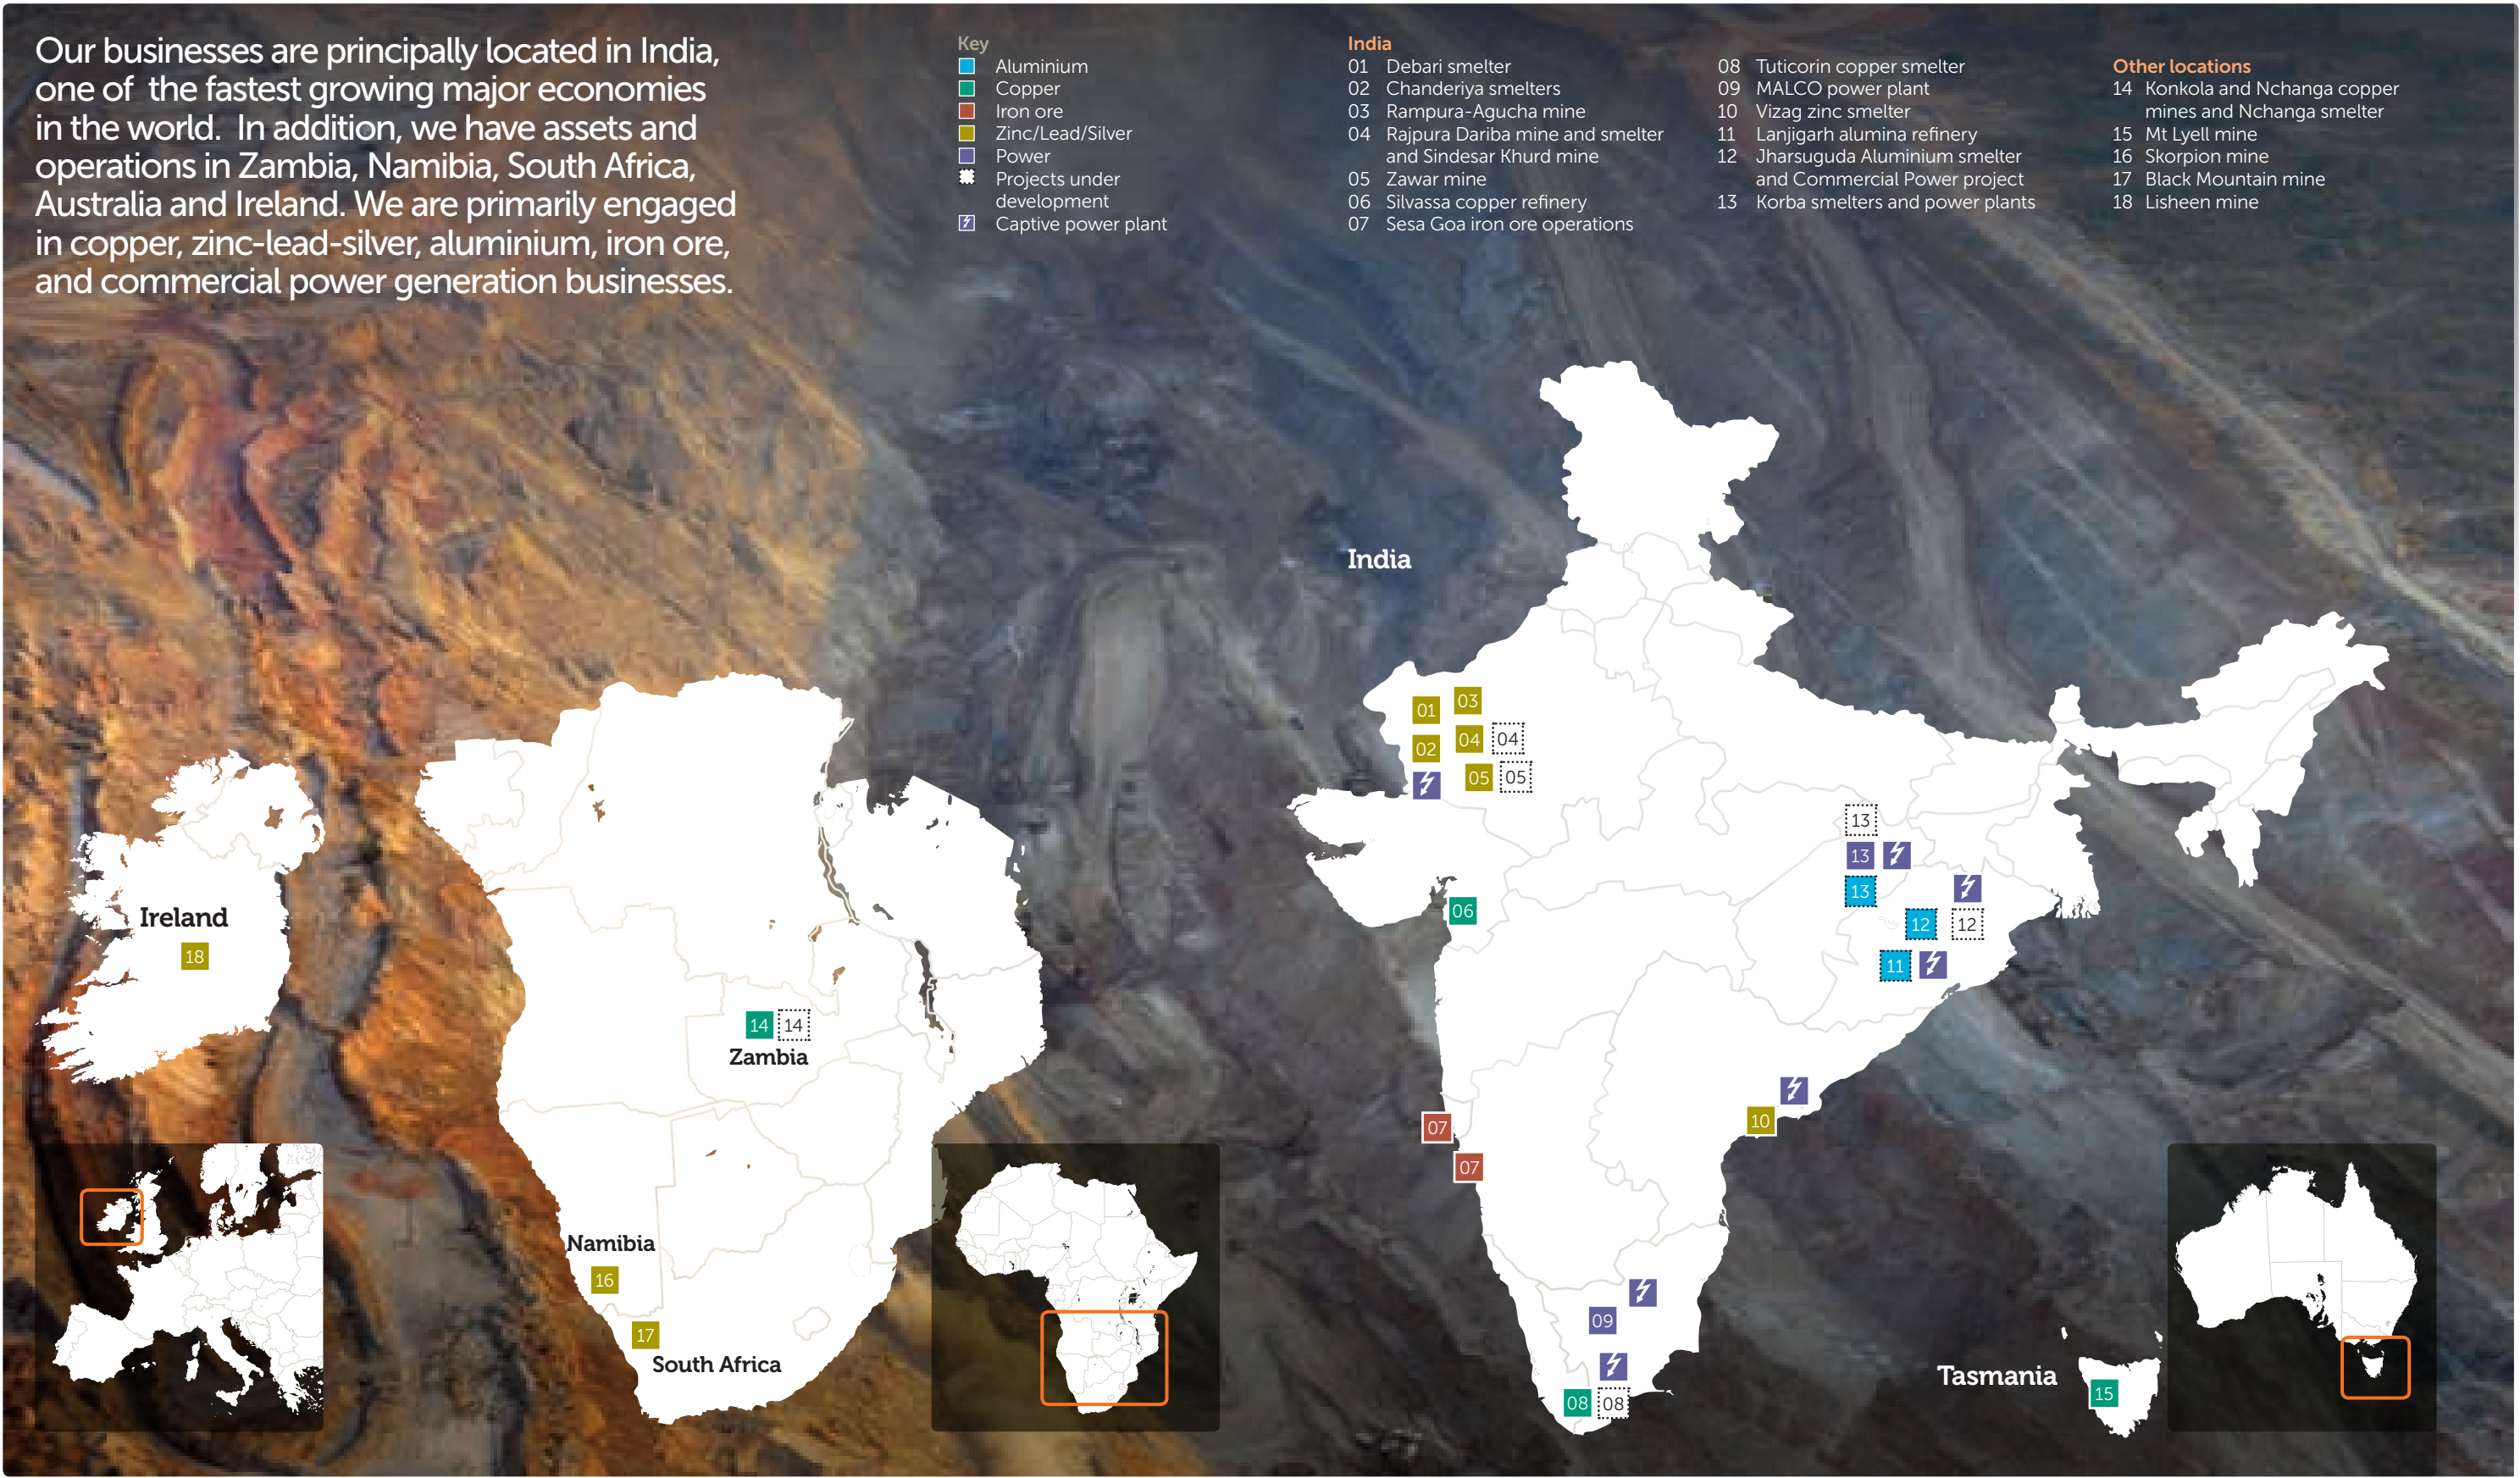 Our businesses are principally located in India,
one of the fastest growing major economies
in the world. In addition, we have assets and
operations in Zambia, Namibia, South Africa,
Australia and Ireland. We are primarily engaged
in copper, zinc-lead-silver, aluminium, iron ore,
and commercial power generation businesses.
Key
Aluminium
Copper
Iron ore
Zinc/Lead/Silver
Power
Projects under
development
Captive power plant
India
01 Debari smelter
02 Chanderiya smelters
03 Rampura-Agucha mine
04 Rajpura Dariba mine and smelter
and Sindesar Khurd mine
05 Zawar mine
06 Silvassa copper refinery
07 Sesa Goa iron ore operations
08 Tuticorin copper smelter
09 MALCO power plant
10 Vizag zinc smelter
11 Lanjigarh alumina refinery
12 Jharsuguda Aluminium smelter
and Commercial Power project
13 Korba smelters and power plants
Other locations
14 Konkola and Nchanga copper
mines and Nchanga smelter
15 Mt Lyell mine
16 Skorpion mine
17 Black Mountain mine
18 Lisheen mine
Ireland
18
14 14
Zambia
Namibia
16
17
South Africa
India
01 03
02 04 04
05 05
13
13
13
06
12 12
11
07
10
07
09
08 08
Tasmania
15